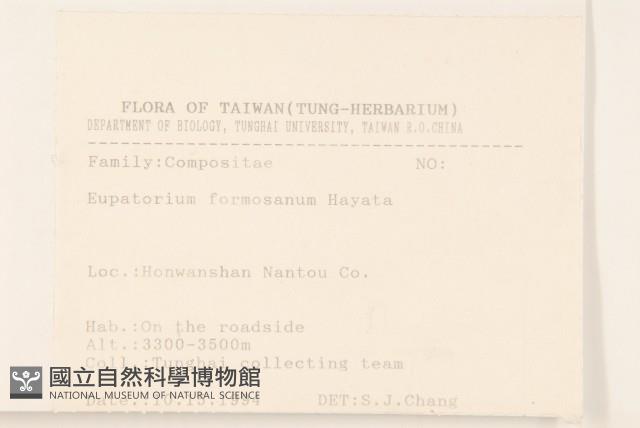 FLORA OF TAIWAN(TUNG-HERBARIUM)
DEPARTMENT OF BIOLOGY, TUNGHAI UNIVERSITY, TAIWAN R.O.CHINA
Family:Compositae NO:
Eupatorium formosanum Hayata
Loc.:Honwanshan Nantou Co.
Hab.:On the roadside
Alt.:3300-3500m
Coll.:Tunghai collecting team
Date.: DET:S.J.Chang
國立自然科學博物館
NATIONAL MUSEUM OF NATURAL SCIENCE